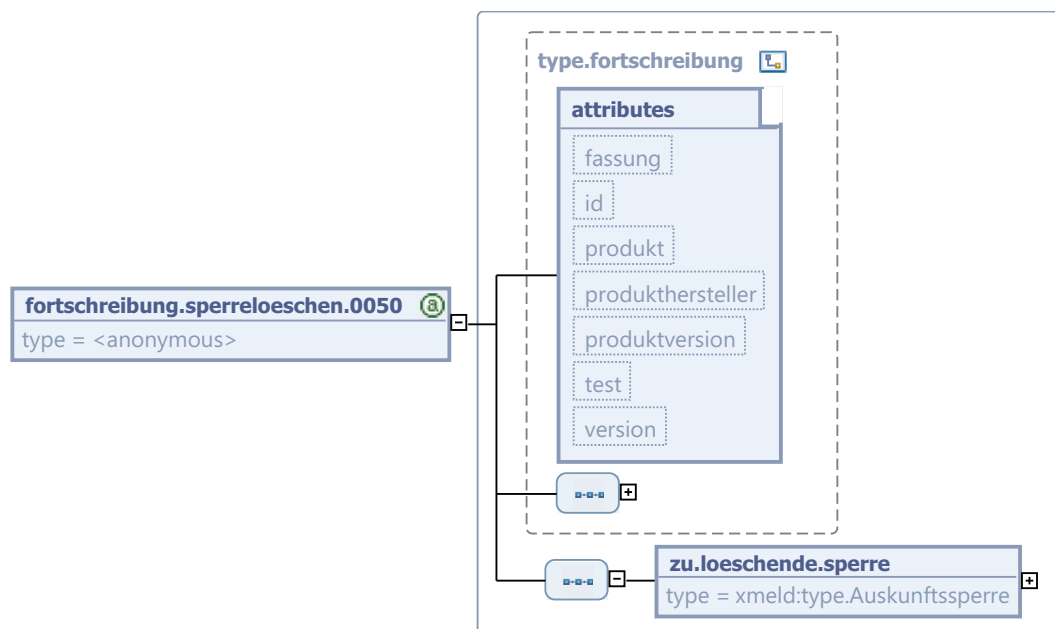 type.fortschreibung
attributes
fassung
id
produkt
produkthersteller
produktversion
test
version
fortschreibung.sperreloeschen.0050 @
type = <anonymous>
zu.loeschende.sperre
type = xmeld:type.Auskunftssperre